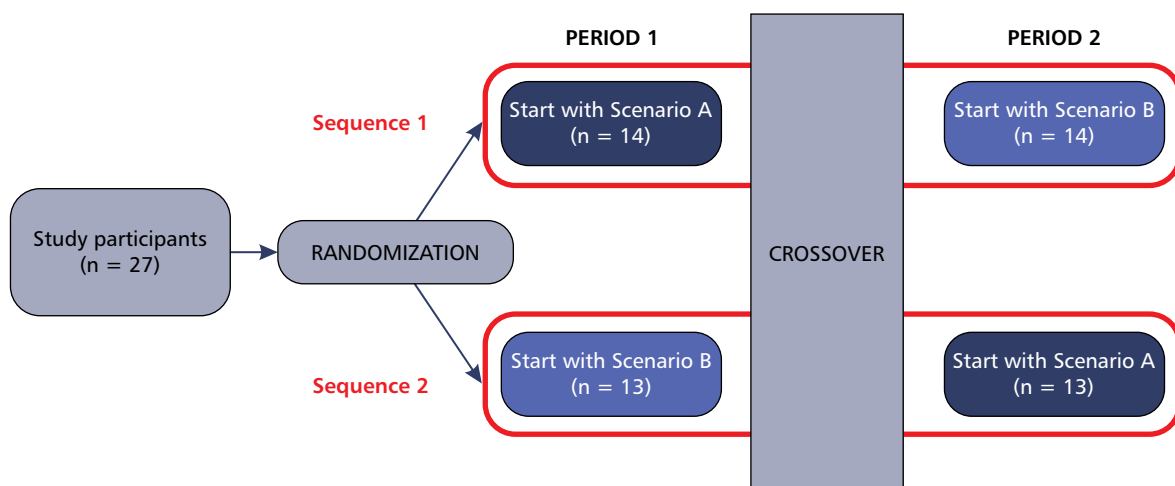 PERIOD 1
PERIOD 2
Sequence 1
Start with Scenario A
(n = 14)
Start with Scenario B
(n = 14)
Study participants
(n = 27)
RANDOMIZATION
CROSSOVER
Sequence 2
Start with Scenario B
(n = 13)
Start with Scenario A
(n = 13)